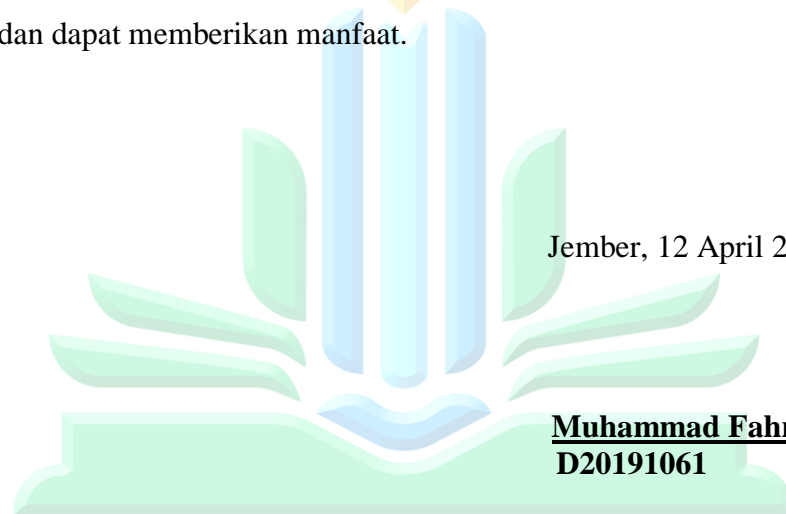 dan dapat memberikan manfaat.
Jember, 12 April 2
Muhammad Fahr
D20191061